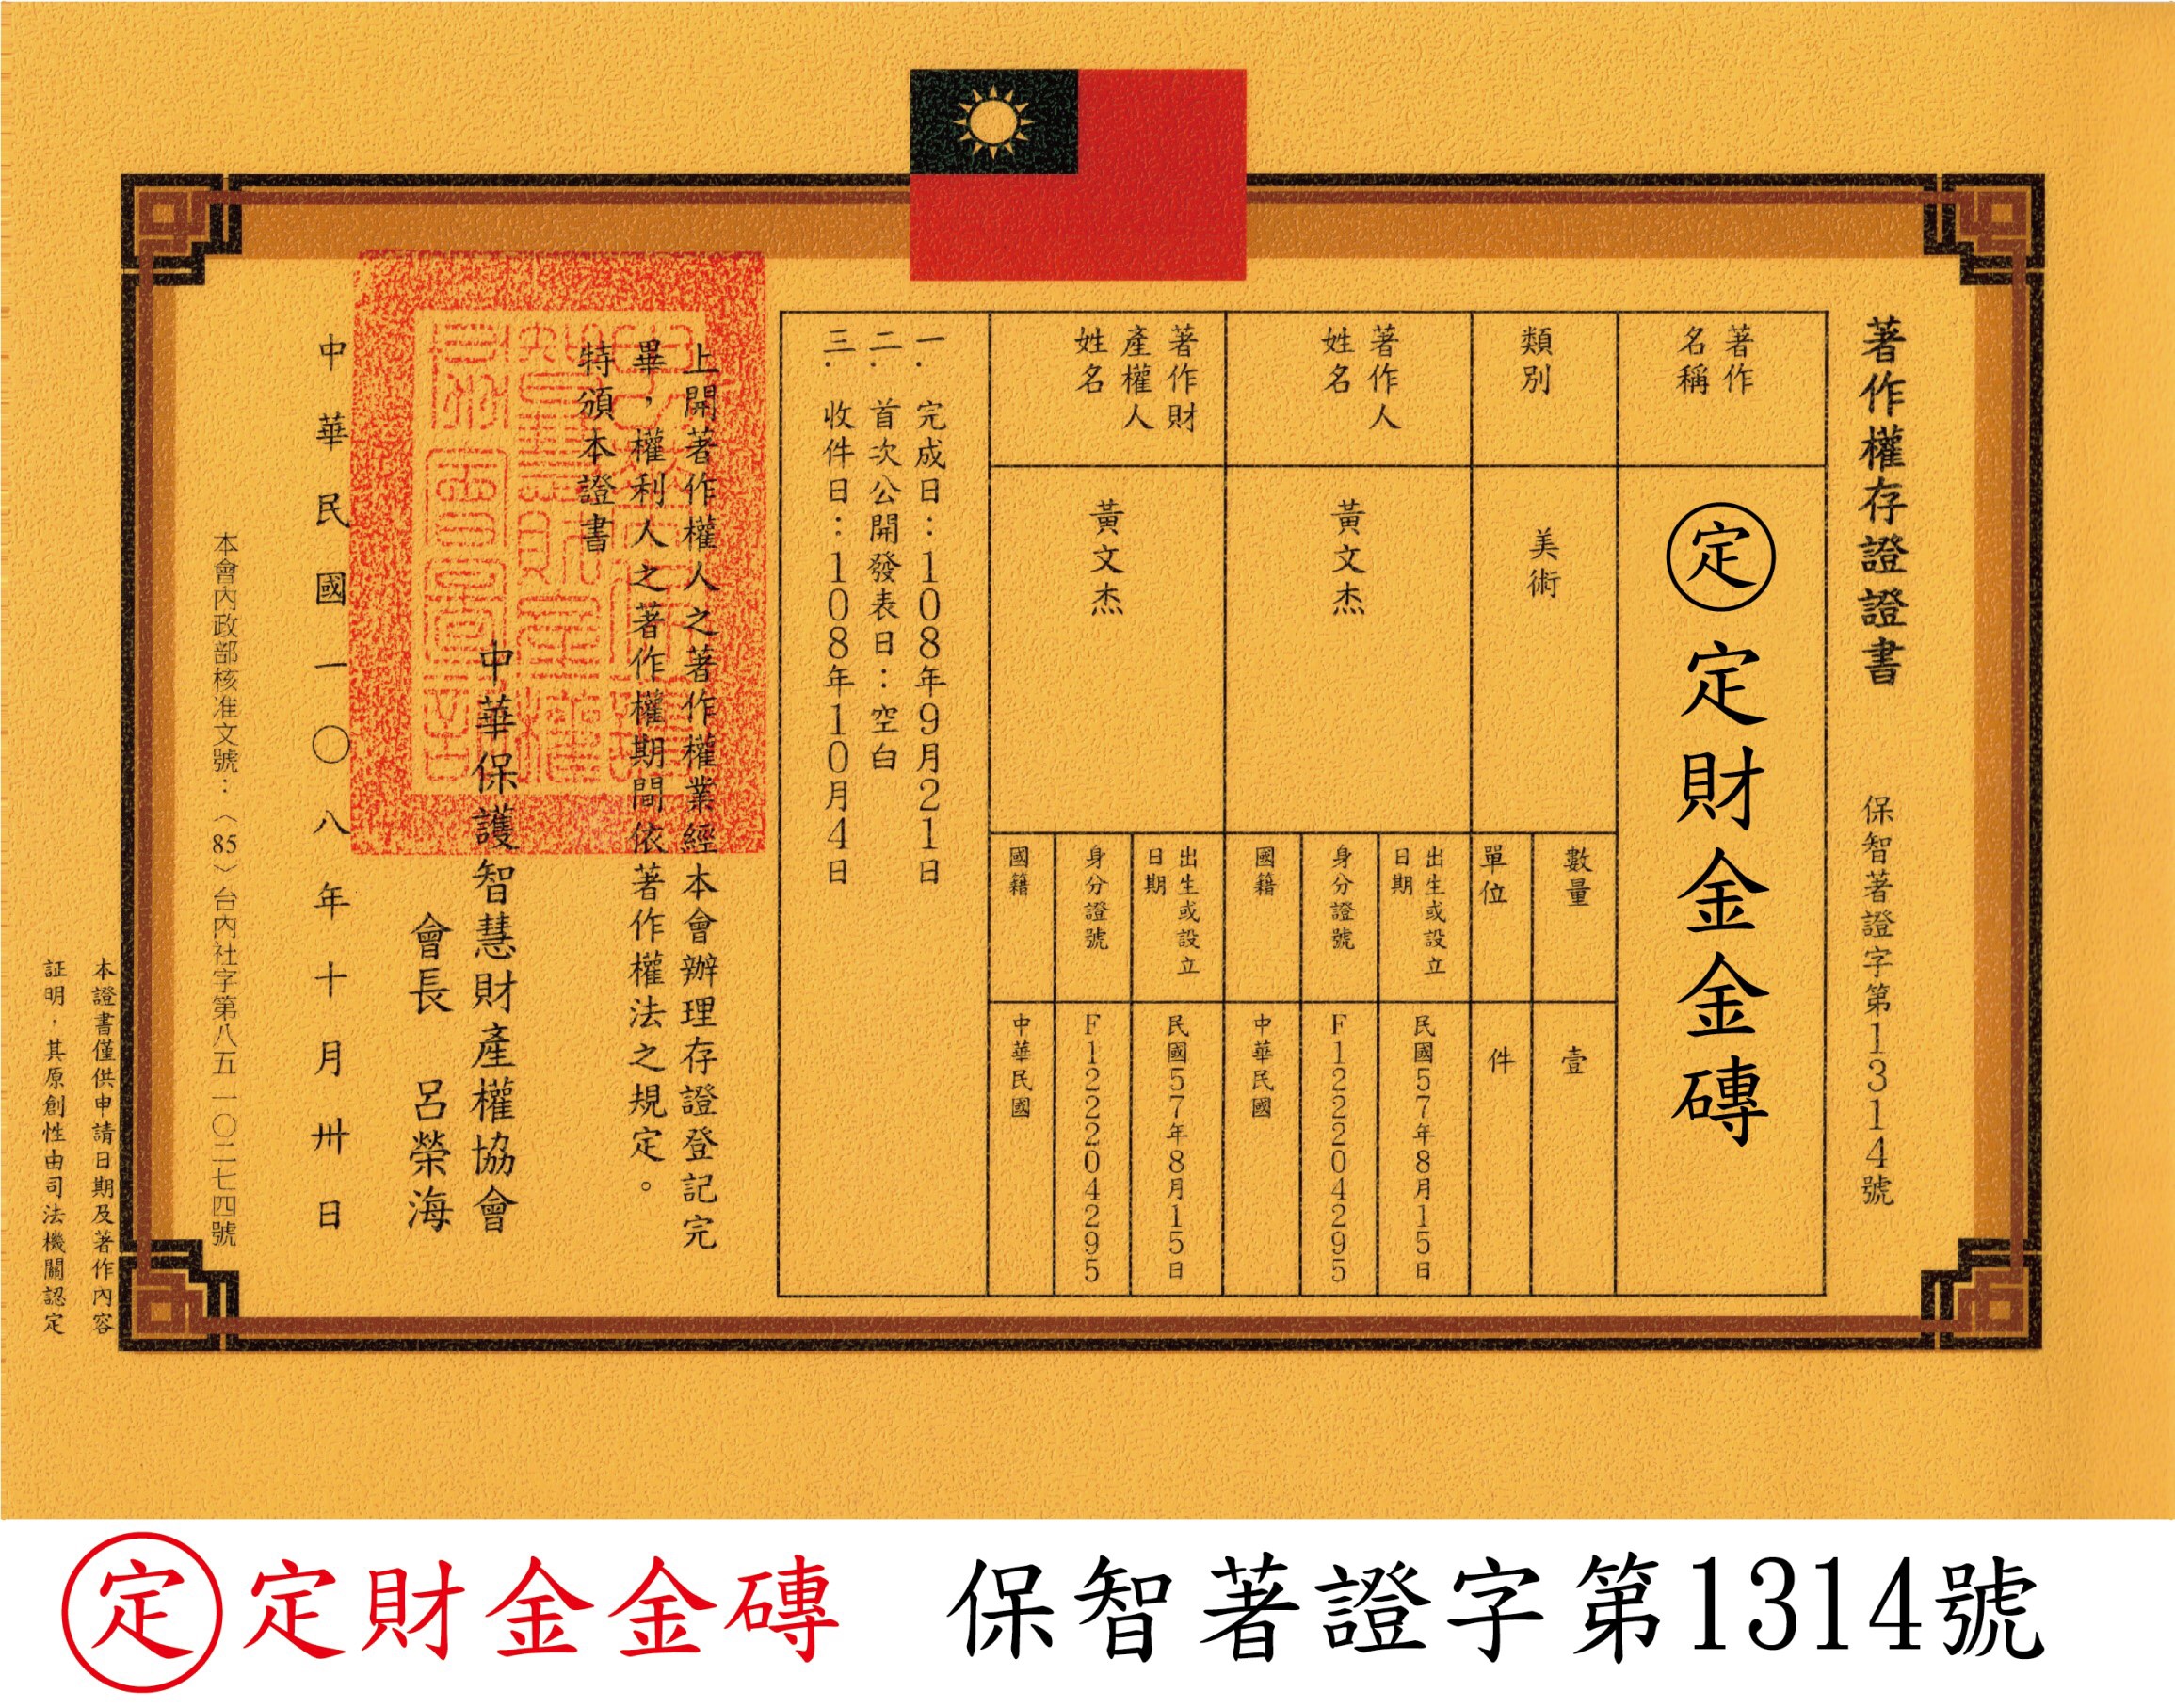 著作權存證證書
保智著證字第1314號
著作
名稱
㊣定財金金磚
類別
美術
數量
壹
單位
件
著作人
姓名
黃文杰
出生或設立
日期
民國57年8月15日
身分證號
F122204295
國籍
中華民國
著作財
產權人
姓名
黃文杰
出生或設立
日期
民國57年8月15日
身分證號
F122204295
國籍
中華民國
一.完成日：108年9月21日
二.首次公開發表日：空白
三.收件日：108年10月4日
上開著作權人之著作權業經本會辦理存證登記完
畢，權利人之著作權期間依著作權法之規定。
特頒本證書
中華保護智慧財產權協會
會長 呂榮海
中華民國一〇八年十月卅日
本會內政部核准文號：〈85〉台內社字第八五一〇二七四號
本證書僅供申請日期及著作內容
証明，其原創性由司法機關認定
定定財金金磚 保智著證字第1314號